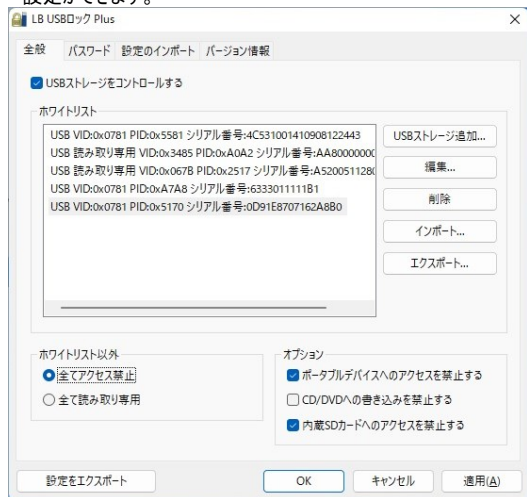 設定ができます。
LB USBロック Plus
全般 パスワード 設定のインポート バージョン情報
USBストレージをコントロールする
ホワイトリスト
USB VID:0x0781 PID:0x5581 シリアル番号:4C531001410908122443
USB 読み取り専用 VID:0x3485 PID:0xA0A2 シリアル番号:AA8000000
USB 読み取り専用 VID:0x067B PID:0x2517 シリアル番号:A520051128
USB VID:0x0781 PID:0xA7A8 シリアル番号:6333011111B1
USB VID:0x0781 PID:0x5170 シリアル番号:0D91E8707162A8B0
USBストレージ追加...
編集...
削除
インポート...
エクスポート...
ホワイトリスト以外
全てアクセス禁止
全て読み取り専用
オプション
ポータブルデバイスへのアクセスを禁止する
CD/DVDへの書き込みを禁止する
内蔵SDカードへのアクセスを禁止する
設定をエクスポート OK キャンセル 適用(A)